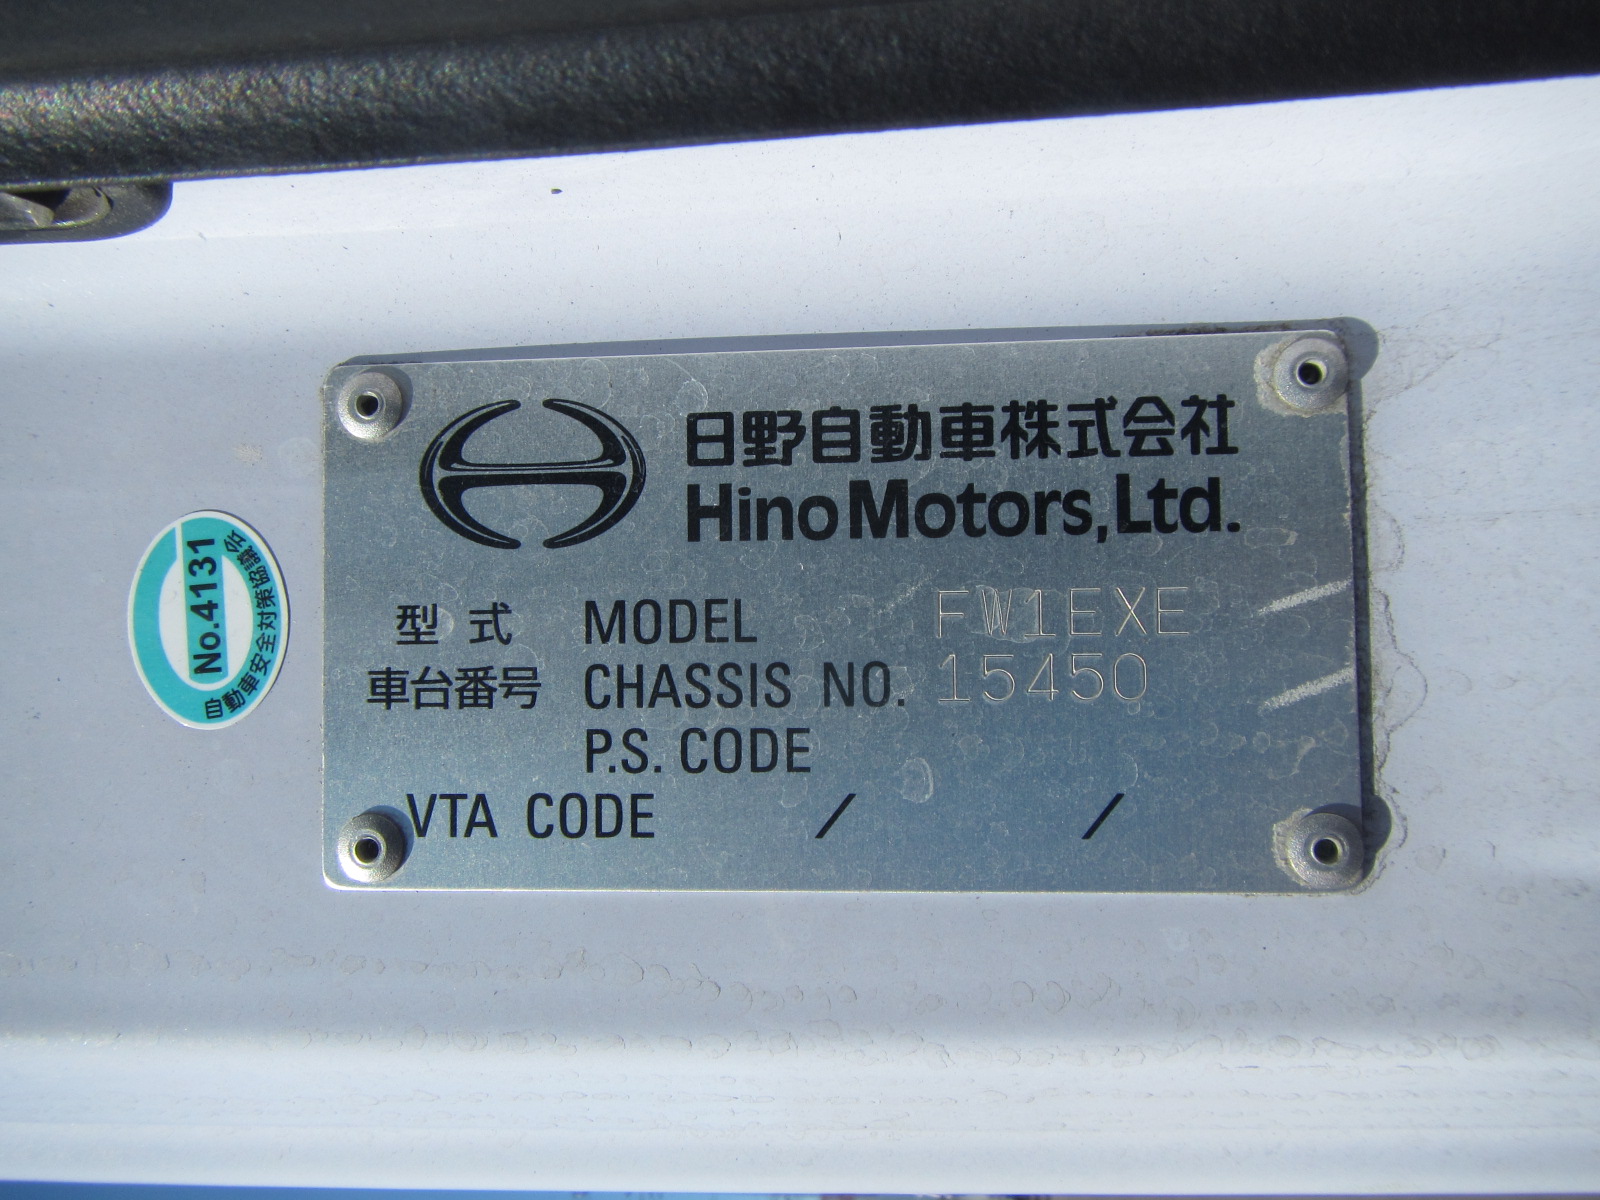 日野自動車株式会社
Hino Motors, Ltd.
型式 MODEL FW1EXE
車台番号 CHASSIS NO. 15450
P.S. CODE
VTA CODE / /
No.4131
自動車安全対策協議会